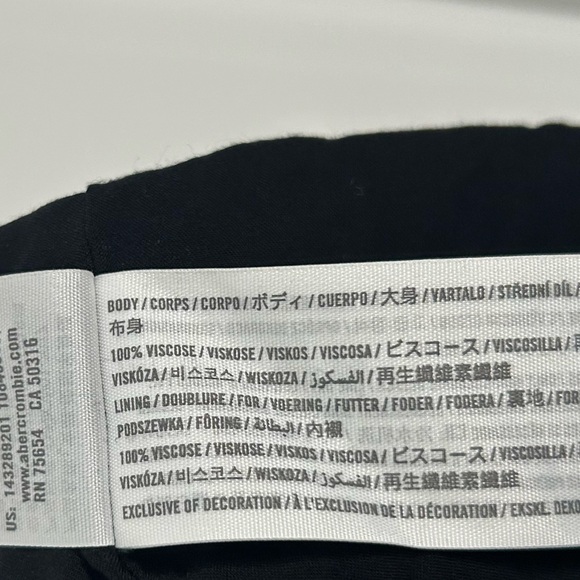 BODY / CORPS / CORPO / ボディ / CUERPO / 大身 / VARTALO / STŘEDNÍ DÍL /
布身
100% VISCOSE / VISKOSE / VISKOS / VISCOSA / ビスコース / VISCOSILLA /
VISKÓZA / 비스코스 / WISKOZA / الفسكوز / 再生纖維素纖維
LINING / DOUBLURE / FOR / VOERING / FUTTER / FODER / FODERA / 裏地 / FOR
PODSZEWKA / FÔRING / البطانة / 内襯
100% VISCOSE / VISKOSE / VISKOS / VISCOSA / ビスコース / VISCOSILLA /
VISKÓZA / 비스코스 / WISKOZA / الفسكوز / 再生纖維素纖維
EXCLUSIVE OF DECORATION / À L'EXCLUSION DE LA DÉCORATION / EKSKL. DEKO
US: 143289201
www.abercrombie.com
RN 75654 CA 50316